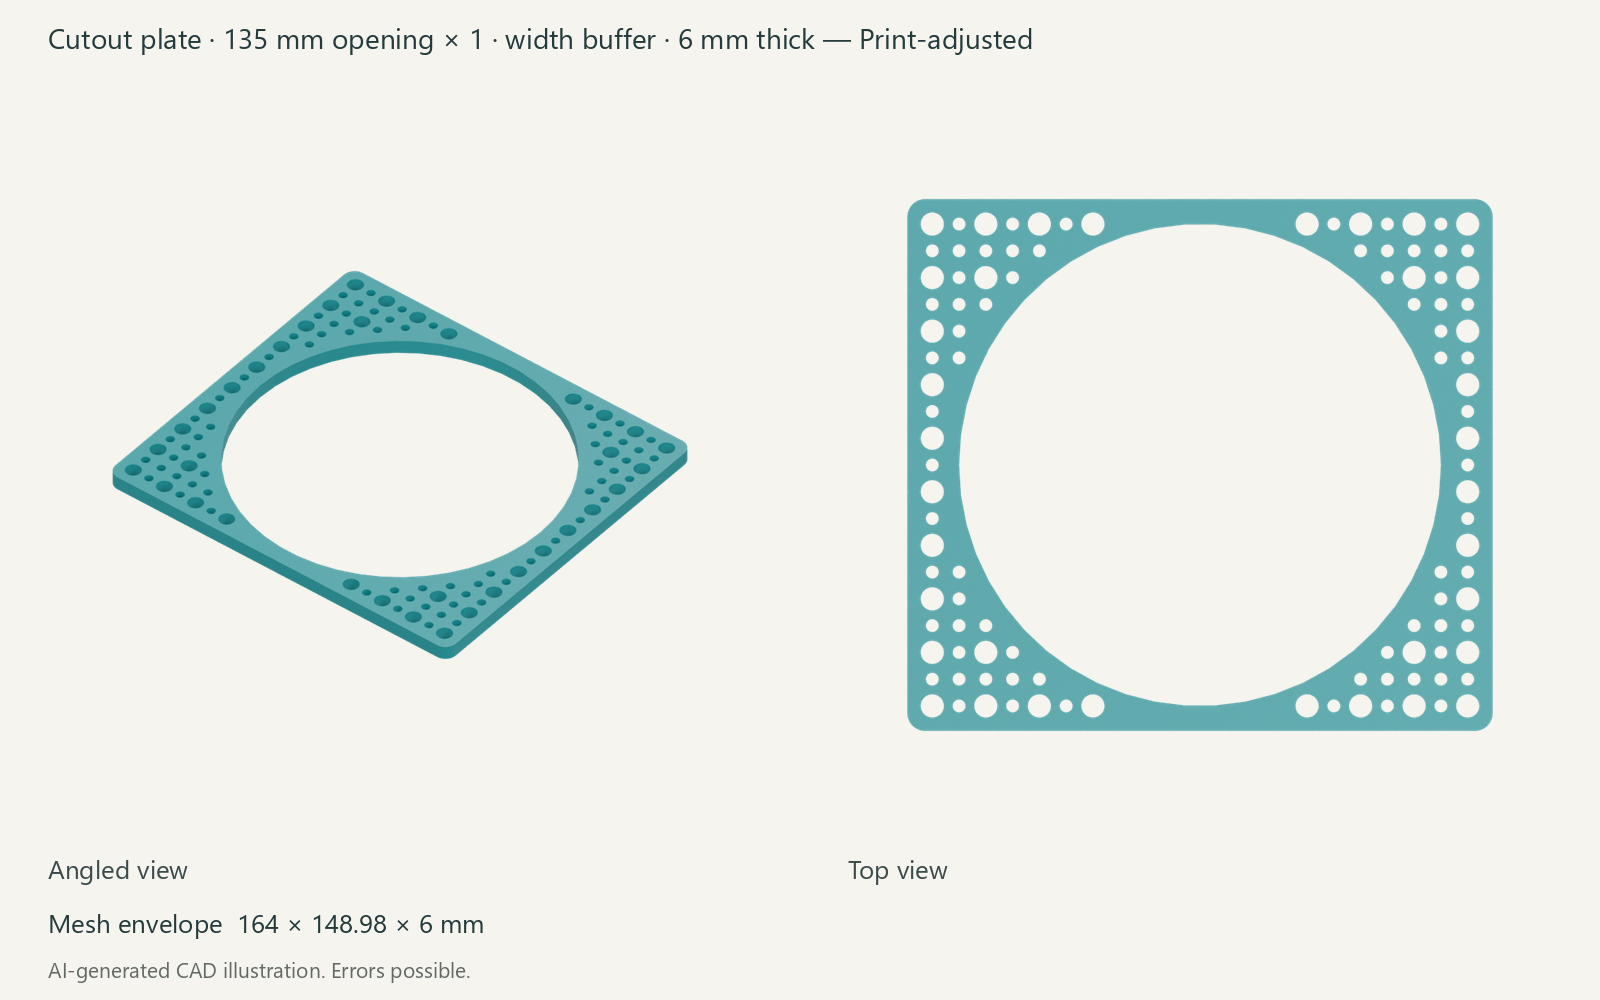 Cutout plate · 135 mm opening × 1 · width buffer · 6 mm thick — Print-adjusted
Angled view
Top view
Mesh envelope  164 × 148.98 × 6 mm
AI-generated CAD illustration. Errors possible.